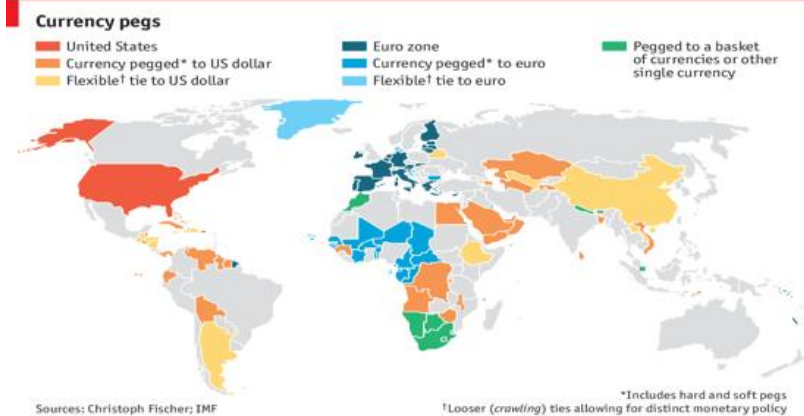 Currency pegs
United States
Currency pegged* to US dollar
Flexible† tie to US dollar
Euro zone
Currency pegged* to euro
Flexible† tie to euro
Pegged to a basket
of currencies or other
single currency
Sources: Christoph Fischer; IMF
*Includes hard and soft pegs
†Looser (crawling) ties allowing for distinct monetary policy